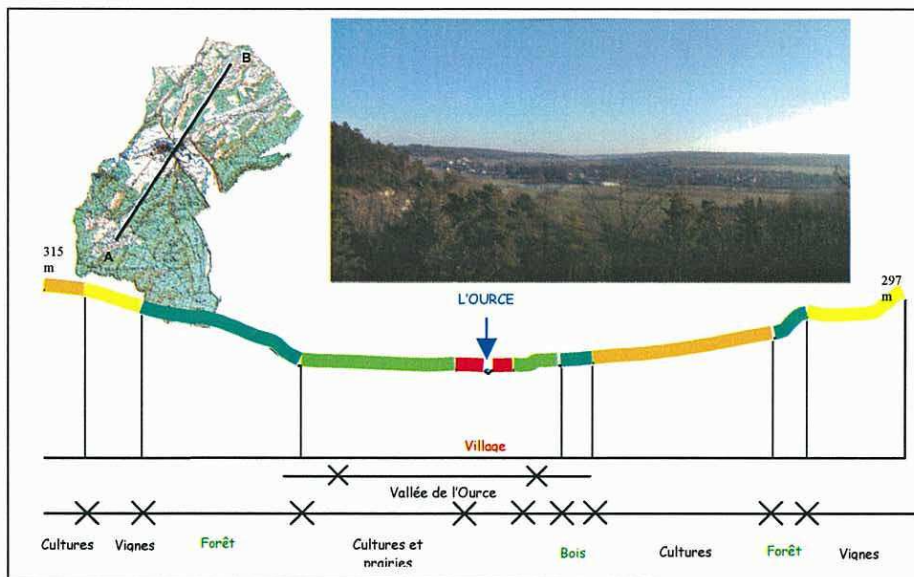 B
A
315
m
297
m
L'OURCE
Village
Vallée de l'Ource
Cultures
Vignes
Forêt
Cultures et
prairies
Bois
Cultures
Forêt
Vignes